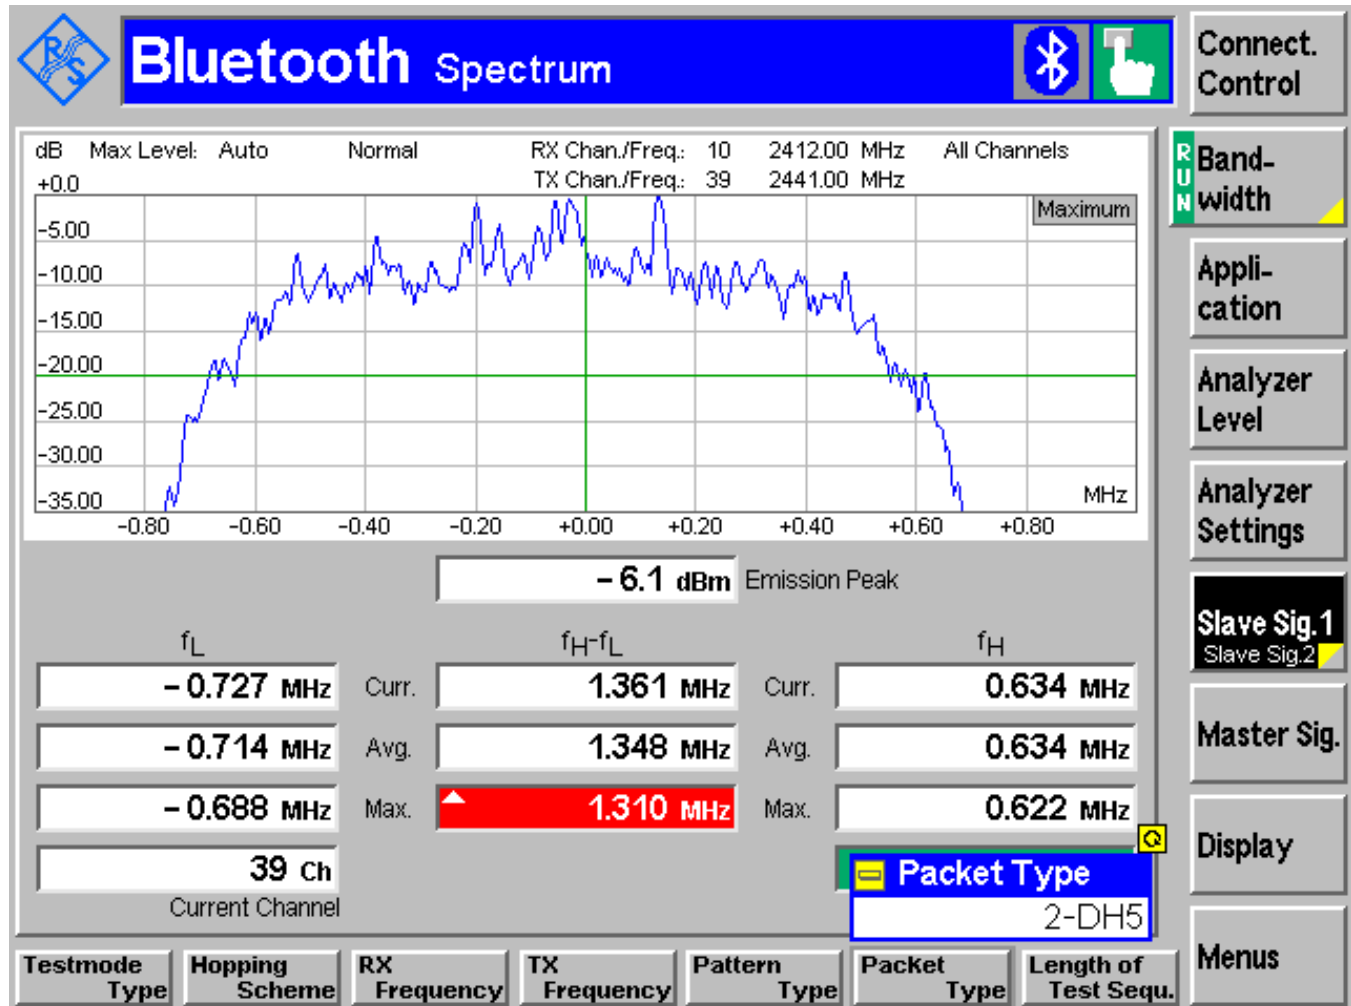 R S
Bluetooth Spectrum
Connect.
Control
dB Max Level: Auto Normal RX Chan./Freq.: 10 2412.00 MHz All Channels
+0.0 TX Chan./Freq.: 39 2441.00 MHz
Maximum
-5.00
-10.00
-15.00
-20.00
-25.00
-30.00
-35.00
MHz
-0.80 -0.60 -0.40 -0.20 +0.00 +0.20 +0.40 +0.60 +0.80
RUN
Band-
width
Appli-
cation
Analyzer
Level
Analyzer
Settings
Slave Sig.1
Slave Sig.2
Master Sig.
Display
Menus
-6.1 dBm Emission Peak
fL fH-fL fH
-0.727 MHz Curr. 1.361 MHz Curr. 0.634 MHz
-0.714 MHz Avg. 1.348 MHz Avg. 0.634 MHz
-0.688 MHz Max. 1.310 MHz Max. 0.622 MHz
39 Ch
Current Channel
Packet Type
2-DH5
Testmode
Type
Hopping
Scheme
RX
Frequency
TX
Frequency
Pattern
Type
Packet
Type
Length of
Test Sequ.